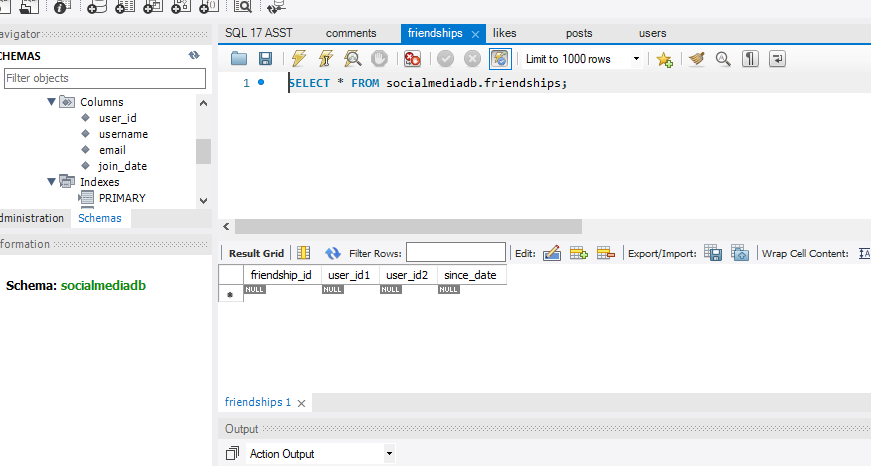 avigator
SQL 17 ASST comments friendships likes posts users
CHEMAS
Filter objects
Limit to 1000 rows
Columns
user_id
username
email
join_date
Indexes
PRIMARY
dministration Schemas
1 SELECT * FROM socialmediadb.friendships;
formation
Schema: socialmediadb
Result Grid Filter Rows: Edit: Export/Import: Wrap Cell Content: IA
friendship_id user_id1 user_id2 since_date
* NULL NULL NULL NULL
friendships 1
Output
Action Output